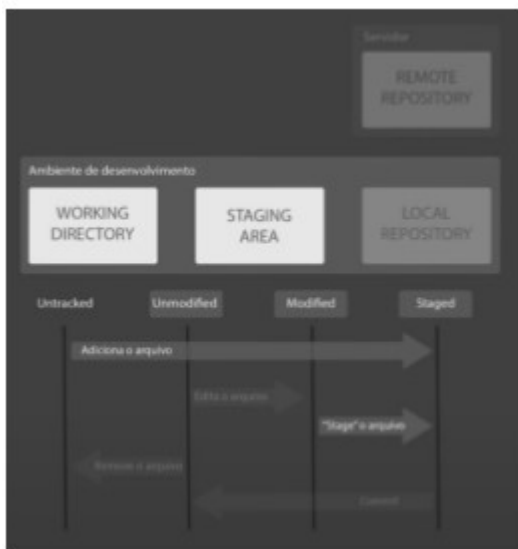 Servidor
REMOTE
REPOSITORY
Ambiente de desenvolvimento
WORKING
DIRECTORY
STAGING
AREA
LOCAL
REPOSITORY
Untracked
Unmodified
Modified
Staged
Adiciona o arquivo
Edita o arquivo
"Stage" o arquivo
Remove o arquivo
Commit